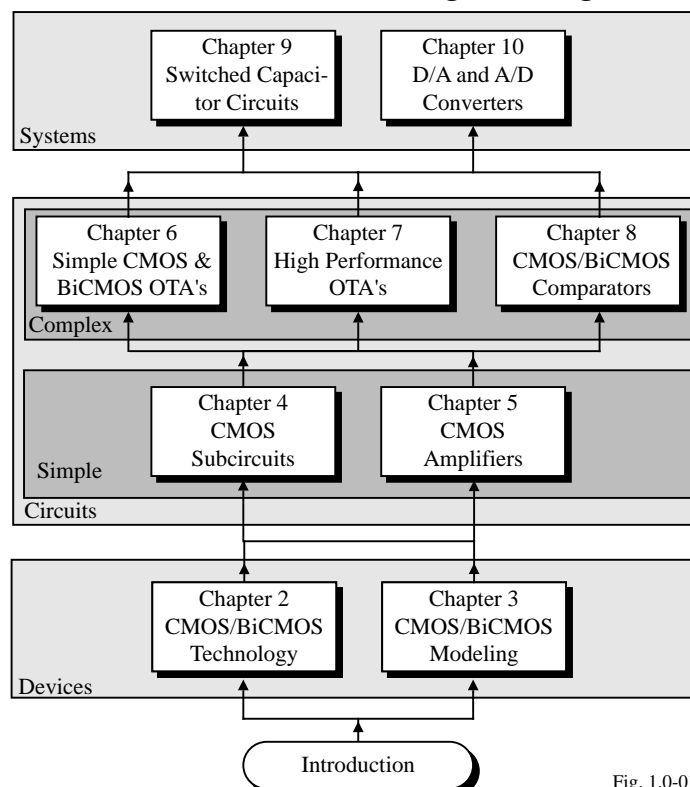 Chapter 9
Switched Capaci-
tor Circuits
Chapter 10
D/A and A/D
Converters
Systems
Chapter 6
Simple CMOS &
BiCMOS OTA's
Chapter 7
High Performance
OTA's
Chapter 8
CMOS/BiCMOS
Comparators
Complex
Chapter 4
CMOS
Subcircuits
Chapter 5
CMOS
Amplifiers
Simple
Circuits
Chapter 2
CMOS/BiCMOS
Technology
Chapter 3
CMOS/BiCMOS
Modeling
Devices
Introduction
Fig. 1.0-0